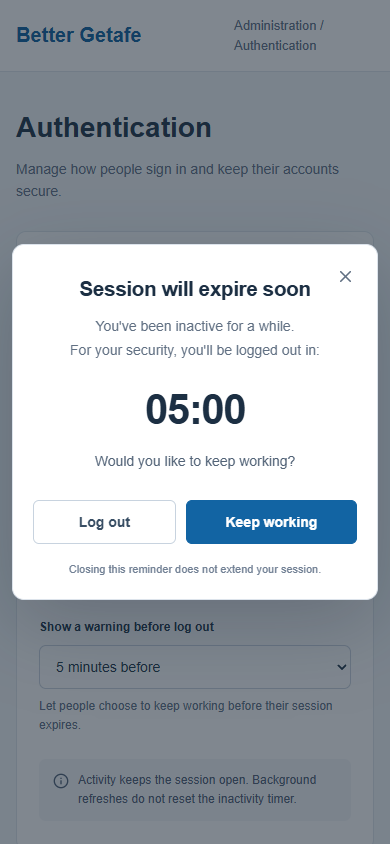 Better Getafe
Administration /
Authentication
Authentication
Manage how people sign in and keep their accounts
secure.
Session will expire soon
You've been inactive for a while.
For your security, you'll be logged out in:
05:00
Would you like to keep working?
Log out
Keep working
Closing this reminder does not extend your session.
Show a warning before log out
5 minutes before
Let people choose to keep working before their session
expires.
Activity keeps the session open. Background
refreshes do not reset the inactivity timer.